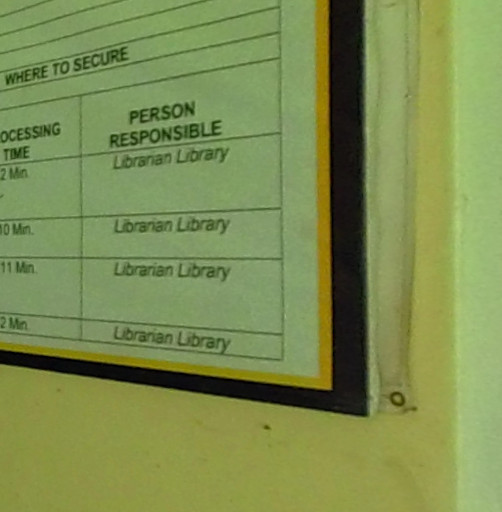 WHERE TO SECURE
OCESSING
TIME
PERSON
RESPONSIBLE
2 Min.
Librarian Library
10 Min.
Librarian Library
11 Min.
Librarian Library
2 Min.
Librarian Library